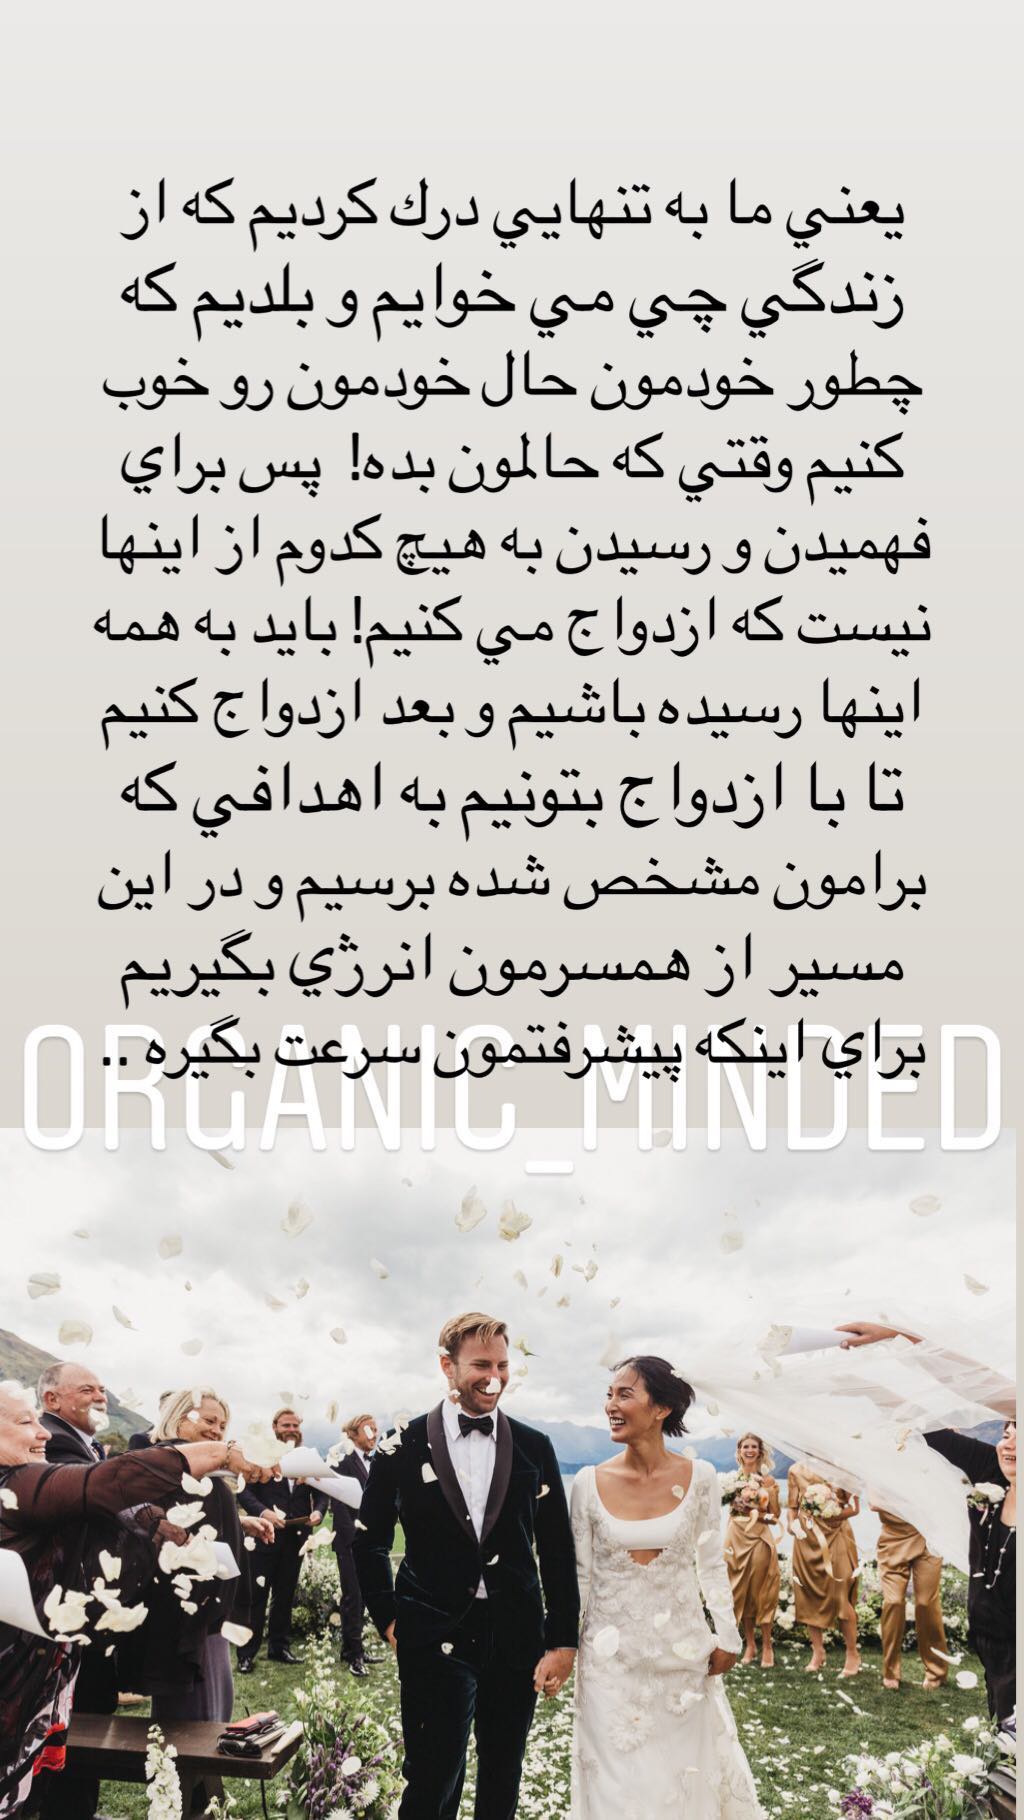 يعني ما به تنهايي درك كرديم كه از
زندگي چي مي خوايم و بلديم كه
چطور خودمون حال خودمون رو خوب
كنيم وقتي كه حالمون بده!  پس براي
فهميدن و رسيدن به هيچ كدوم از اينها
نيست كه ازدواج مي كنيم! بايد به همه
اينها رسيده باشيم و بعد ازدواج كنيم
تا با ازدواج بتونيم به اهدافي كه
برامون مشخص شده برسيم و در اين
مسير از همسرمون انرژي بگيريم
براي اينكه پيشرفتمون سرعت بگيره ..
ORGANIC_MINDED